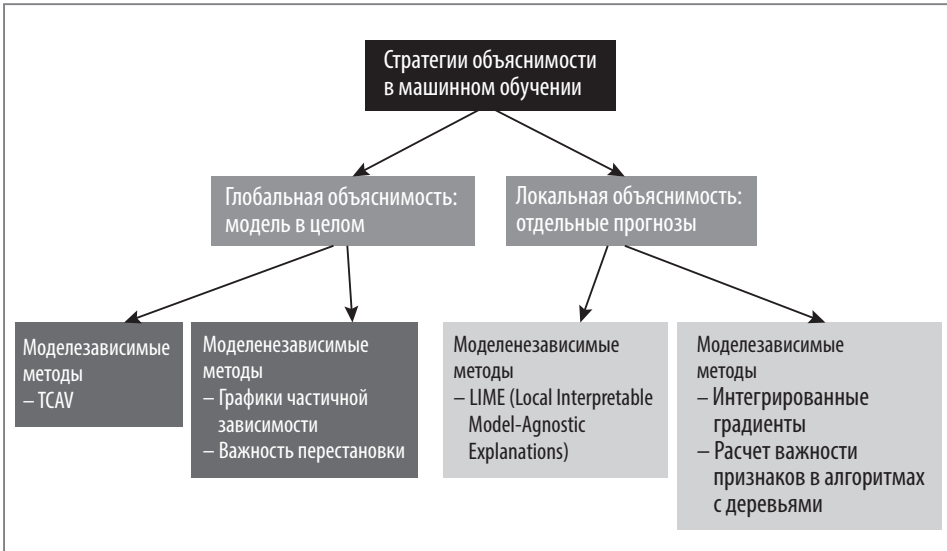 Стратегии объяснимости
в машинном обучении
Глобальная объяснимость:
модель в целом
Локальная объяснимость:
отдельные прогнозы
Моделезависимые
методы
– TCAV
Моделенезависимые
методы
– Графики частичной
зависимости
– Важность перестановки
Моделенезависимые
методы
– LIME (Local Interpretable
Model-Agnostic
Explanations)
Моделезависимые
методы
– Интегрированные
градиенты
– Расчет важности
признаков в алгоритмах
с деревьями